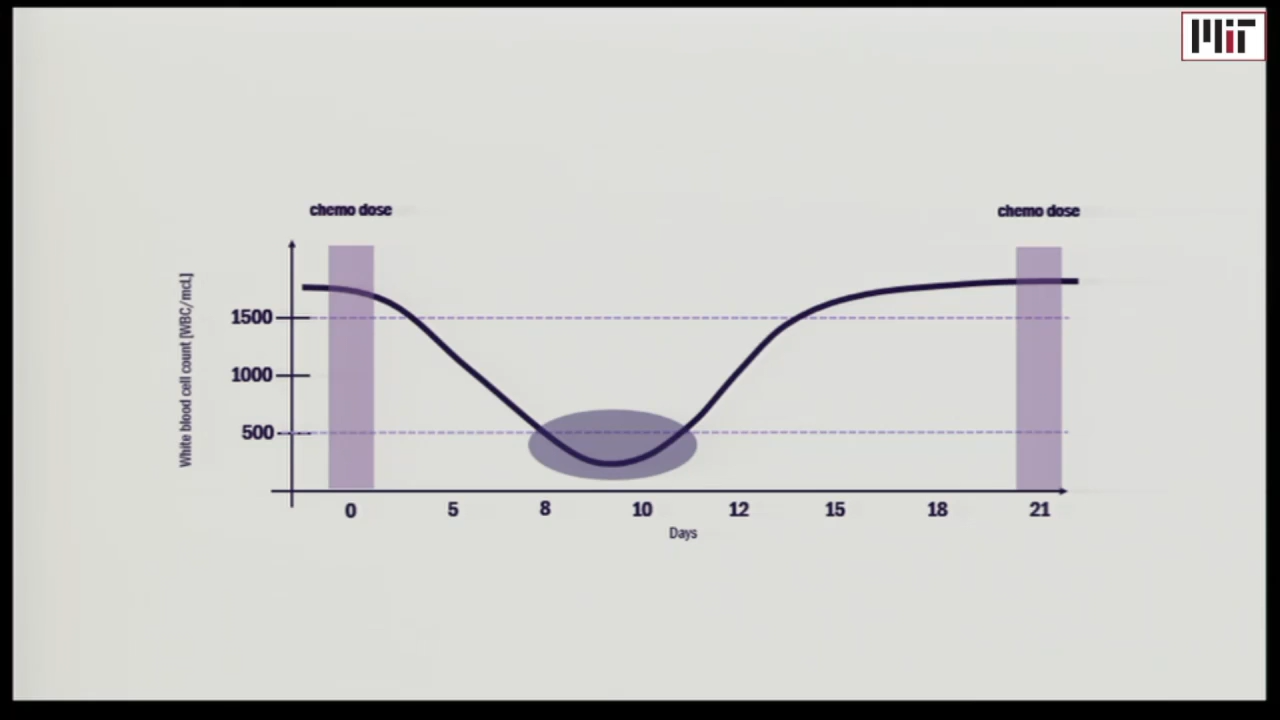 MIT
chemo dose
chemo dose
White blood cell count [WBC/mcL]
1500
1000
500
0 5 8 10 12 15 18 21
Days